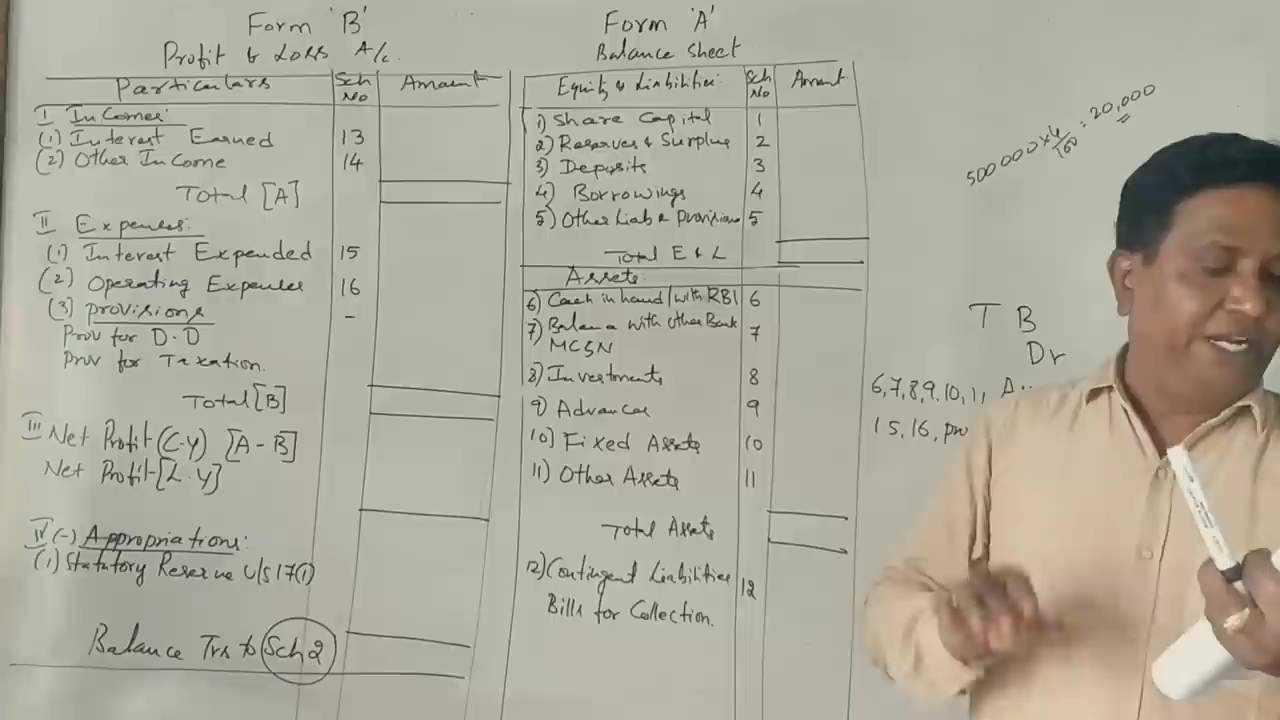 Form 'B'
Profit & Loss A/c.
Particulars Sch No Amount
I Incomes:
(1) Interest Earned 13
(2) Other Income 14
Total [A]
II Expenses:
(1) Interest Expended 15
(2) Operating Expenses 16
(3) Provisions -
Prov for D.D
Prov for Taxation.
Total [B]
III Net Profit (C.Y) [A-B]
Net Profit [L.Y]
IV (-) Appropriations:
(1) Statutory Reserve U/S 17(1)
Balance Trs to Sch 2
Form 'A'
Balance Sheet
Equity & Liabilities Sch No Amount
1) Share Capital 1
2) Reserves & Surplus 2
3) Deposits 3
4) Borrowings 4
5) Other Liab & Provisions 5
Total E & L
Assets
6) Cash in hand/with RBI 6
7) Balance with other Bank 7
MCSN
8) Investments 8
9) Advances 9
10) Fixed Assets 10
11) Other Assets 11
Total Assets
12) Contingent Liabilities 12
Bills for Collection.
500000 x 4/100 : 20,000
T B
Dr
6,7,8,9,10,11,
15,16,